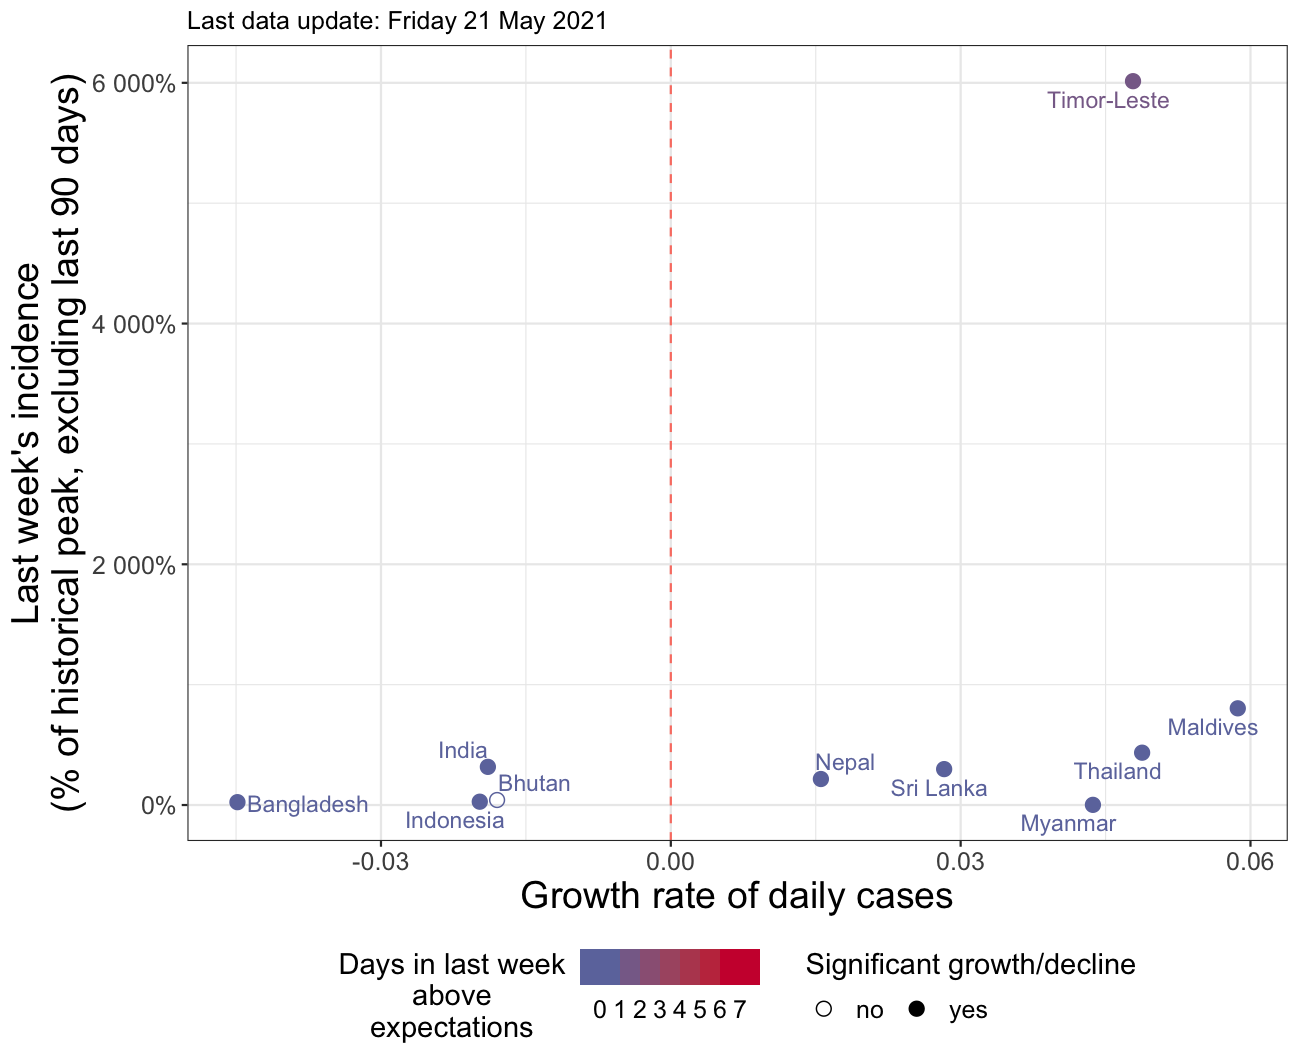 Last data update: Friday 21 May 2021
Last week's incidence
(% of historical peak, excluding last 90 days)
6 000%
4 000%
2 000%
0%
Timor-Leste
Maldives
India
Nepal
Thailand
Bhutan
Sri Lanka
Bangladesh
Indonesia
Myanmar
-0.03
0.00
0.03
0.06
Growth rate of daily cases
Days in last week
above
expectations
0 1 2 3 4 5 6 7
Significant growth/decline
no
yes